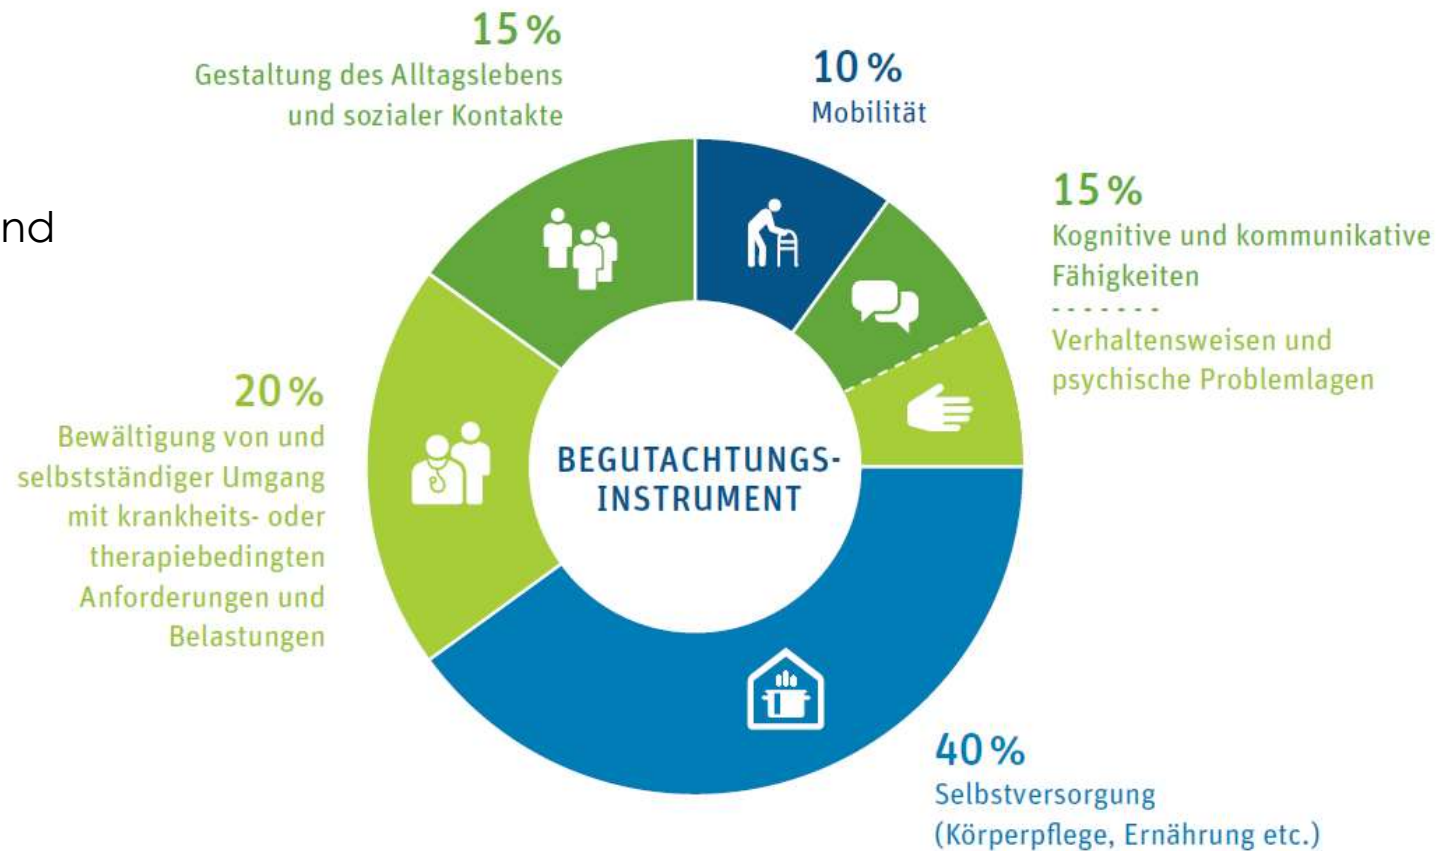 15 %
Gestaltung des Alltagslebens
und sozialer Kontakte
10 %
Mobilität
15 %
Kognitive und kommunikative
Fähigkeiten
- - - - - - -
Verhaltensweisen und
psychische Problemlagen
nd
20 %
Bewältigung von und
selbstständiger Umgang
mit krankheits- oder
therapiebedingten
Anforderungen und
Belastungen
BEGUTACHTUNGS-
INSTRUMENT
40 %
Selbstversorgung
(Körperpflege, Ernährung etc.)